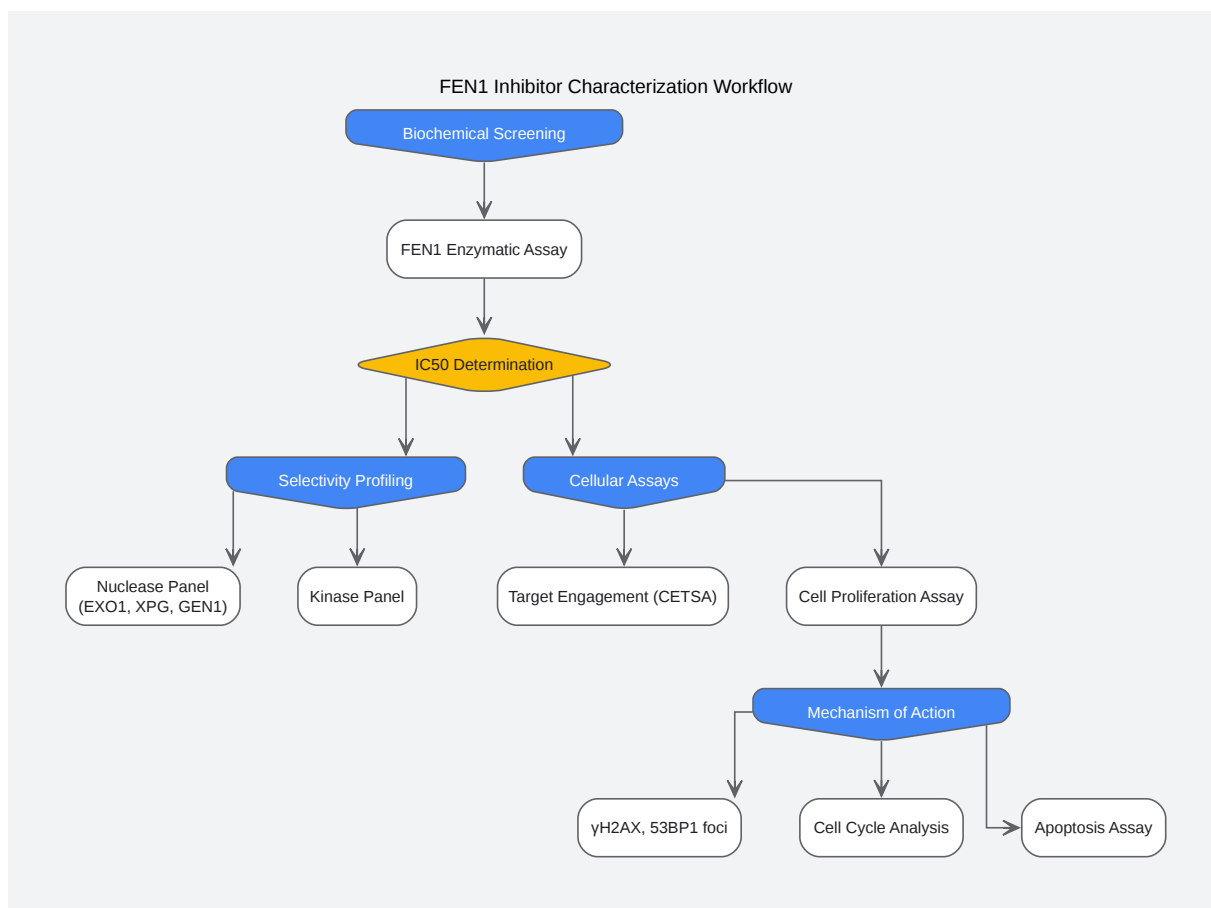 FEN1 Inhibitor Characterization Workflow
Biochemical Screening
FEN1 Enzymatic Assay
IC50 Determination
Selectivity Profiling
Cellular Assays
Nuclease Panel
(EXO1, XPG, GEN1)
Kinase Panel
Target Engagement (CETSA)
Cell Proliferation Assay
Mechanism of Action
γH2AX, 53BP1 foci
Cell Cycle Analysis
Apoptosis Assay